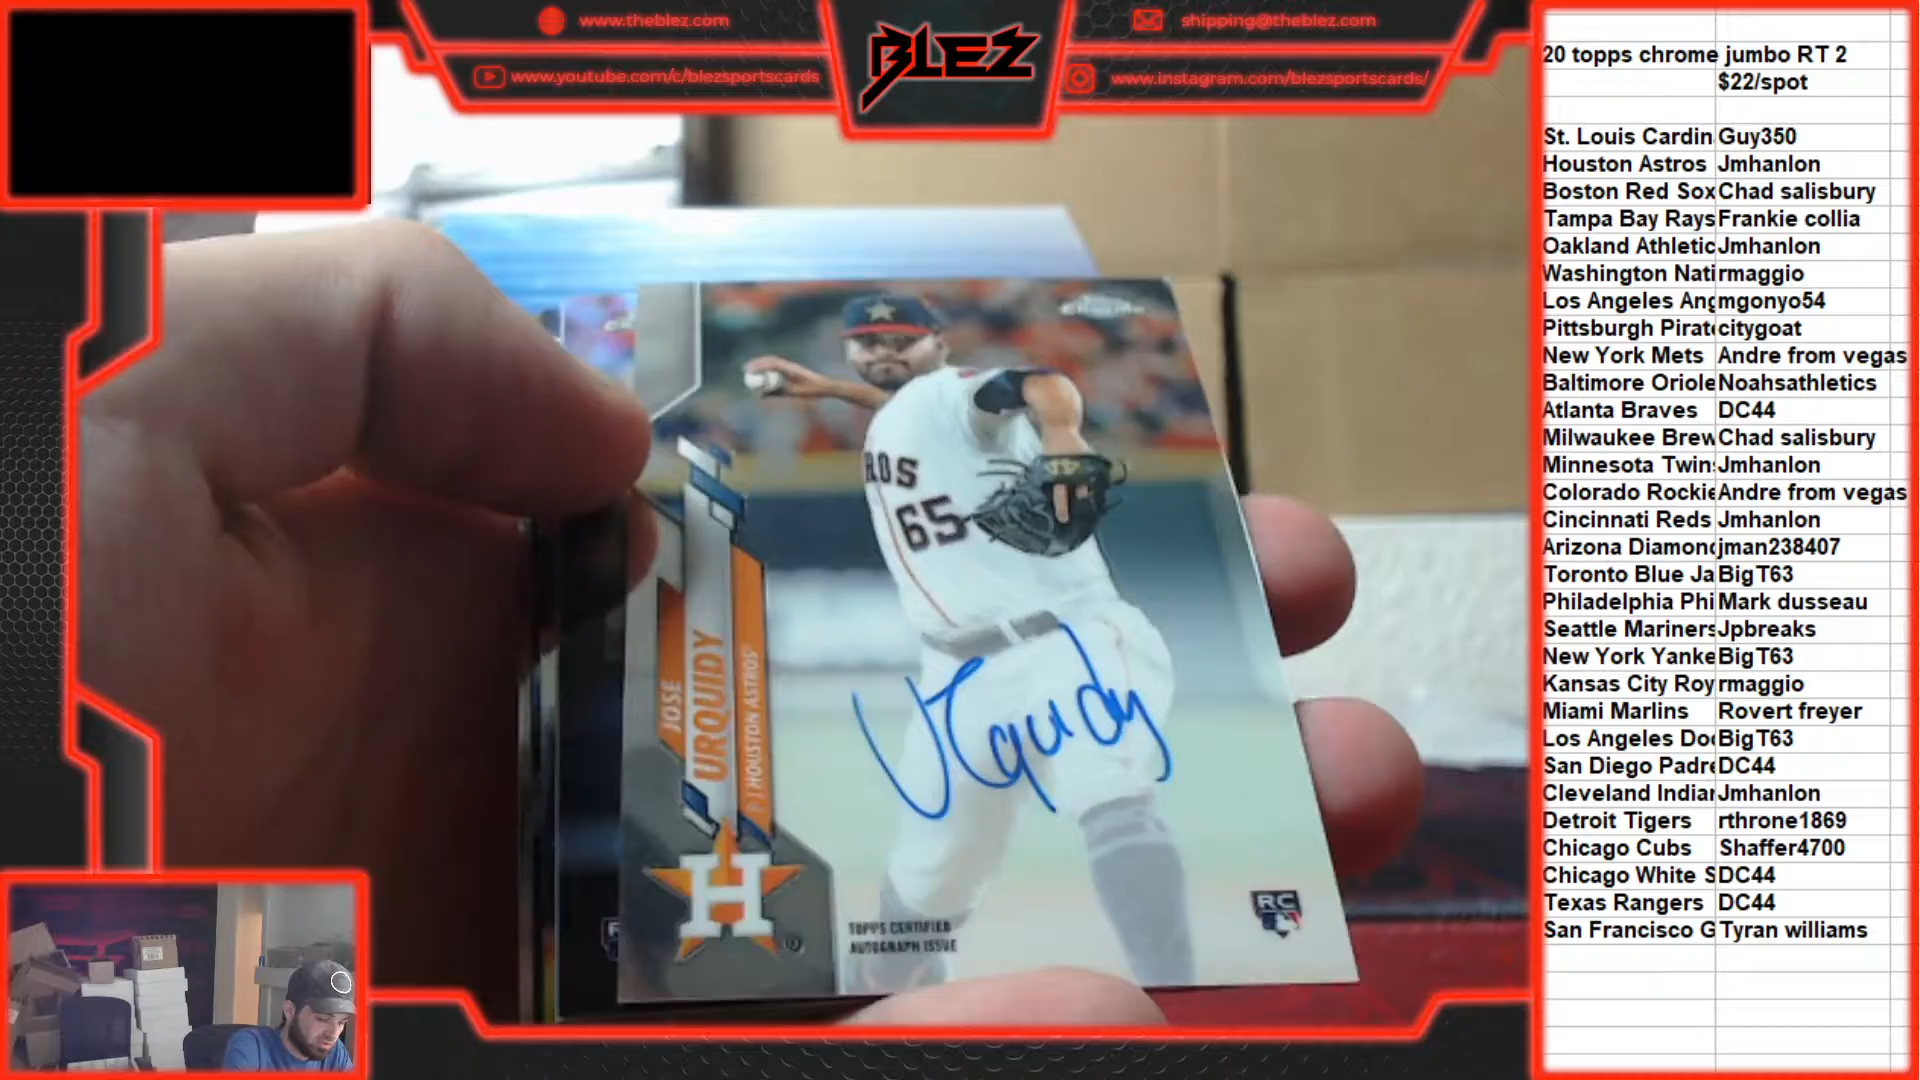 www.theblez.com
www.youtube.com/c/blezsportscards
BLEZ
shipping@theblez.com
www.instagram.com/blezsportscards/
ROS
65
JOSE
URQUIDY
P | HOUSTON ASTROS
Urquidy
H
TOPPS CERTIFIED
AUTOGRAPH ISSUE
RC
20 topps chrome jumbo RT 2
$22/spot
St. Louis Cardin Guy350
Houston Astros Jmhanlon
Boston Red Sox Chad salisbury
Tampa Bay Rays Frankie collia
Oakland Athletic Jmhanlon
Washington Nati rmaggio
Los Angeles Ang mgonyo54
Pittsburgh Pirate citygoat
New York Mets Andre from vegas
Baltimore Oriole Noahsathletics
Atlanta Braves DC44
Milwaukee Brew Chad salisbury
Minnesota Twins Jmhanlon
Colorado Rockie Andre from vegas
Cincinnati Reds Jmhanlon
Arizona Diamond jman238407
Toronto Blue Ja BigT63
Philadelphia Phi Mark dusseau
Seattle Mariners Jpbreaks
New York Yanke BigT63
Kansas City Roy rmaggio
Miami Marlins Rovert freyer
Los Angeles Do BigT63
San Diego Padre DC44
Cleveland Indian Jmhanlon
Detroit Tigers rthrone1869
Chicago Cubs Shaffer4700
Chicago White S DC44
Texas Rangers DC44
San Francisco G Tyran williams